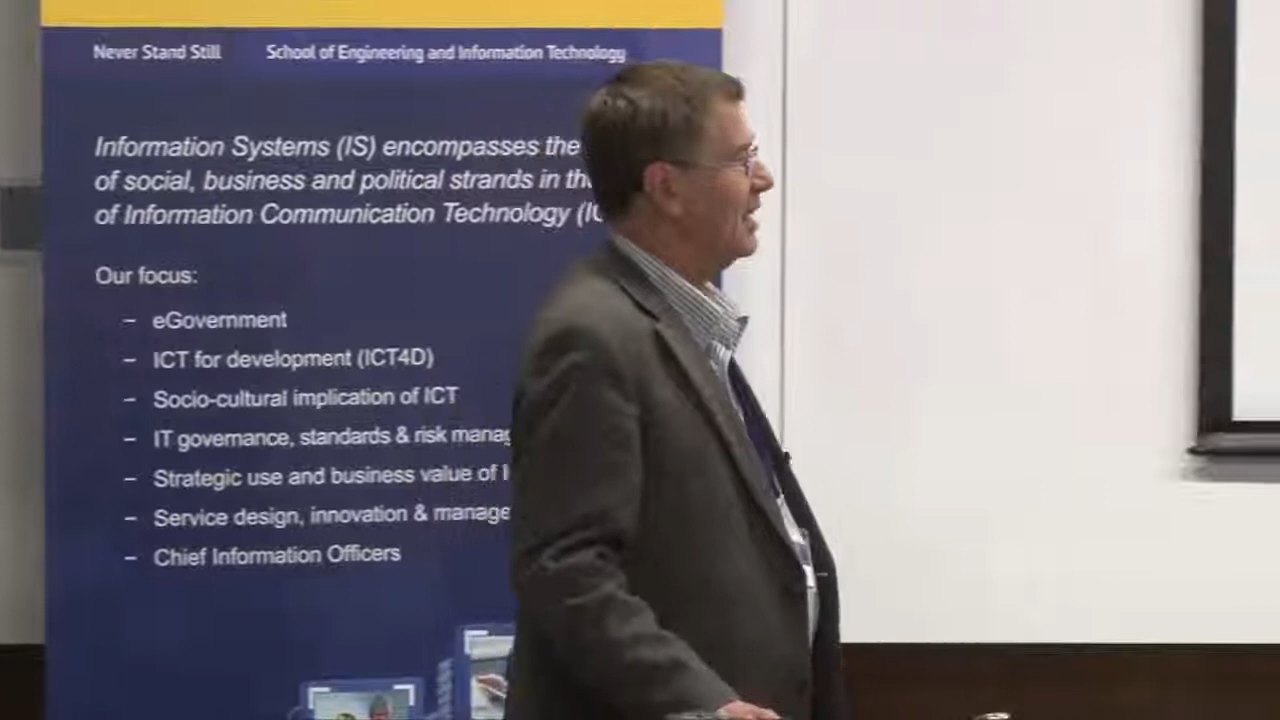 Never Stand Still School of Engineering and Information Technology
Information Systems (IS) encompasses the
of social, business and political strands in
of Information Communication Technology
Our focus:
– eGovernment
– ICT for development (ICT4D)
– Socio-cultural implication of ICT
– IT governance, standards & risk
– Strategic use and business value of
– Service design, innovation &
– Chief Information Officers